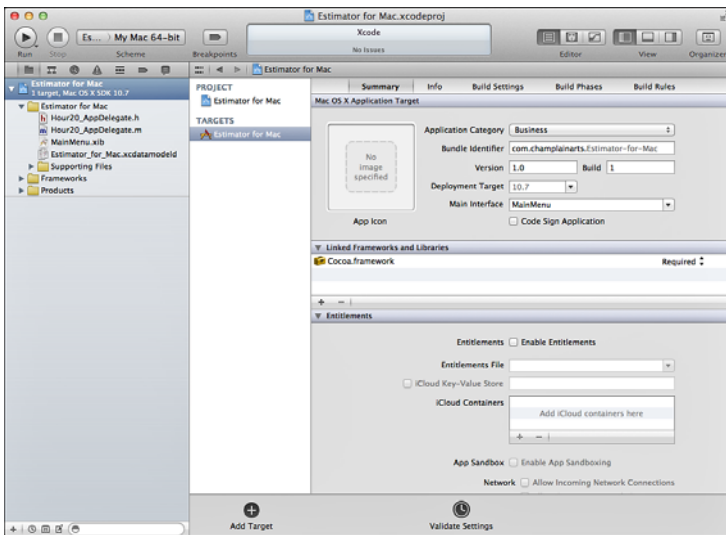 Estimator for Mac.xcodeproj
Es... My Mac 64-bit
Xcode
No Issues
Run Stop Scheme Breakpoints Editor View Organizer
Estimator for Mac
Estimator for Mac
1 target, Mac OS X SDK 10.7
Estimator for Mac
Hour20_AppDelegate.h
Hour20_AppDelegate.m
MainMenu.xib
Estimator_for_Mac.xcdatamodeld
Supporting Files
Frameworks
Products
PROJECT
Estimator for Mac
TARGETS
Estimator for Mac
Summary Info Build Settings Build Phases Build Rules
Mac OS X Application Target
No
image
specified
App Icon
Application Category Business
Bundle Identifier com.champlainarts.Estimator-for-Mac
Version 1.0 Build 1
Deployment Target 10.7
Main Interface MainMenu
Code Sign Application
Linked Frameworks and Libraries
Cocoa.framework Required
Entitlements
Entitlements Enable Entitlements
Entitlements File
iCloud Key-Value Store
iCloud Containers
Add iCloud containers here
App Sandbox Enable App Sandboxing
Network Allow Incoming Network Connections
Add Target
Validate Settings